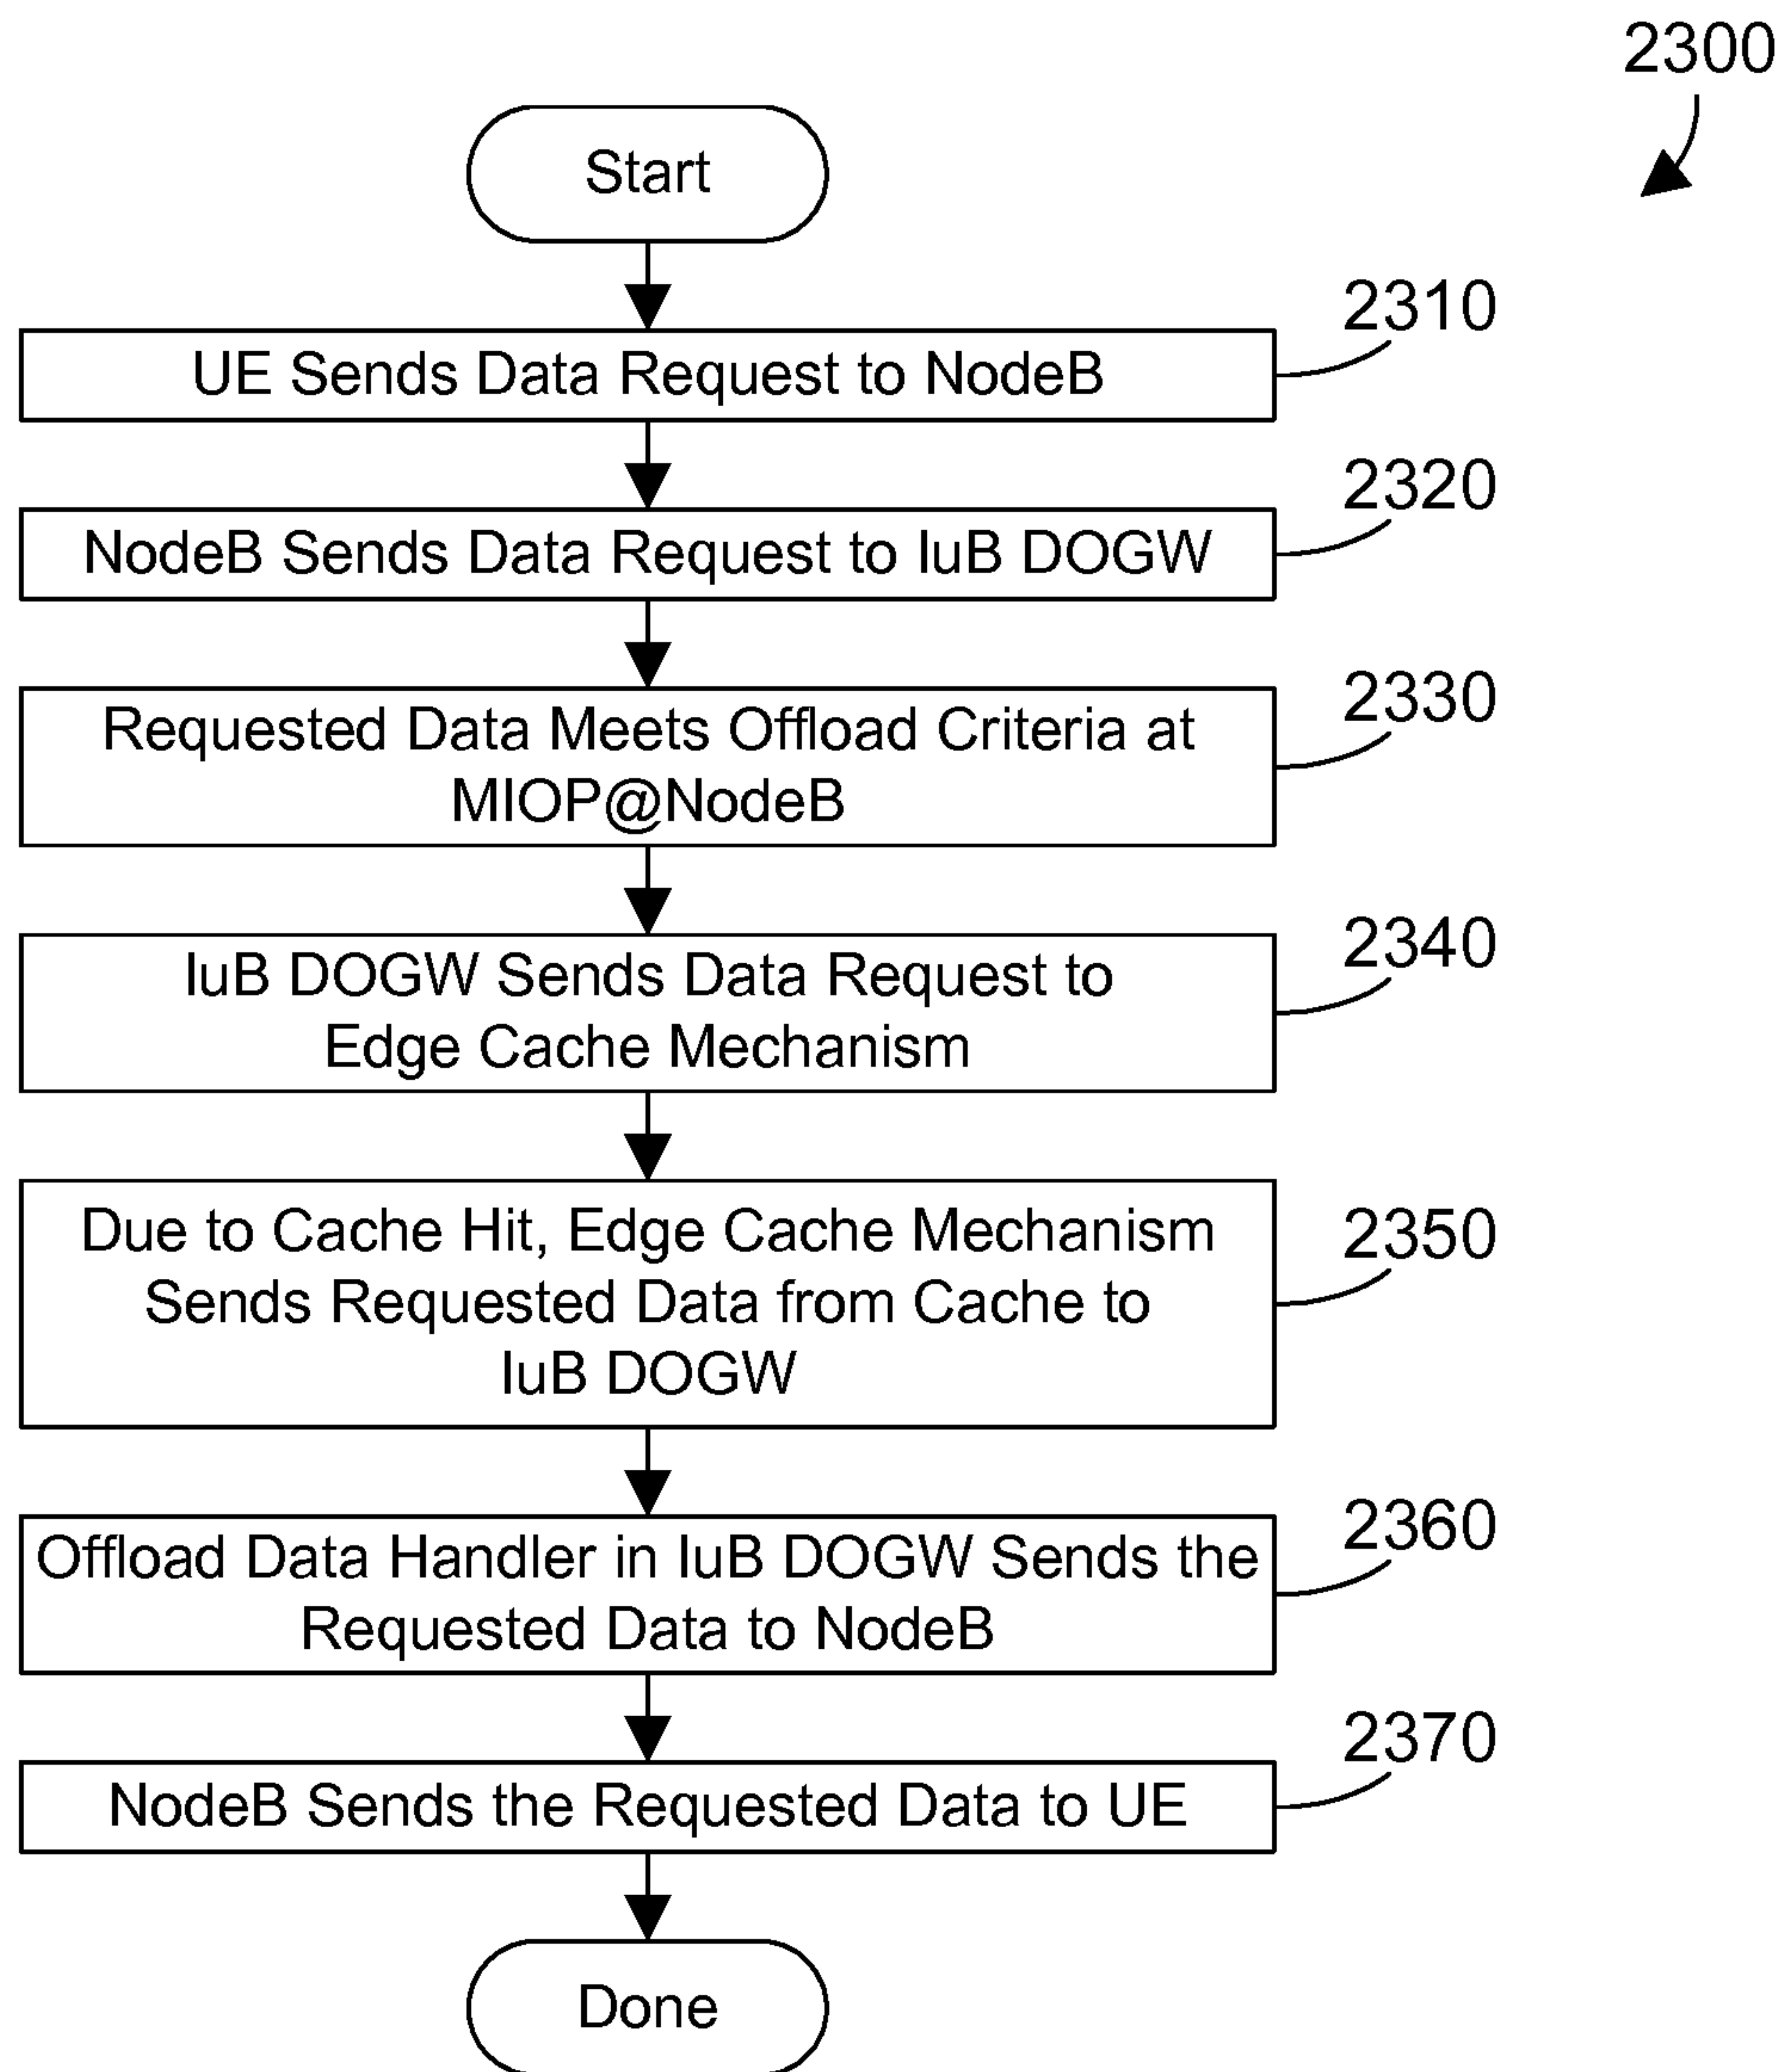 2300
Start
2310
UE Sends Data Request to NodeB
2320
NodeB Sends Data Request to IuB DOGW
2330
Requested Data Meets Offload Criteria at
MIOP@NodeB
2340
IuB DOGW Sends Data Request to
Edge Cache Mechanism
2350
Due to Cache Hit, Edge Cache Mechanism
Sends Requested Data from Cache to
IuB DOGW
2360
Offload Data Handler in IuB DOGW Sends the
Requested Data to NodeB
2370
NodeB Sends the Requested Data to UE
Done